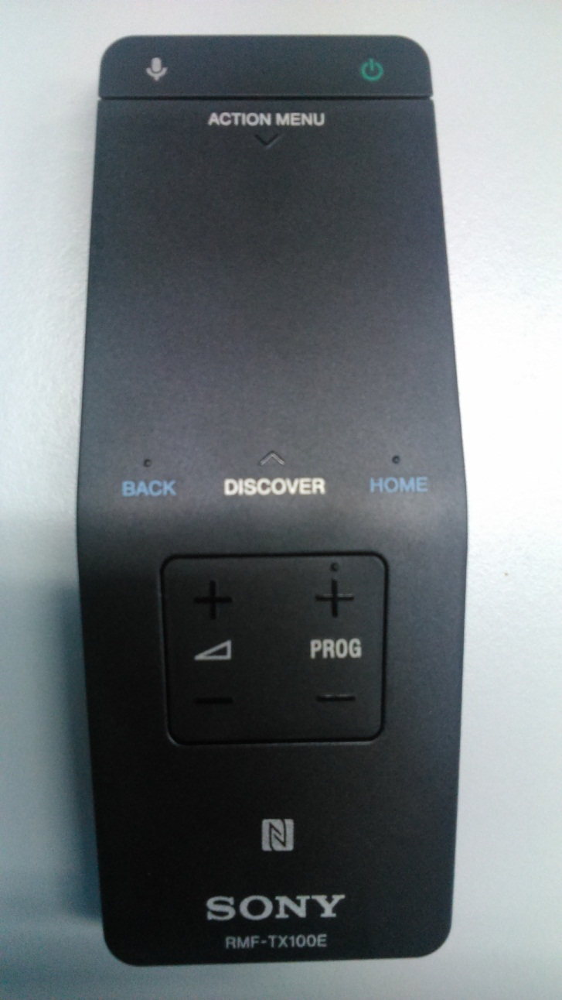 ACTION MENU
BACK DISCOVER HOME
+ +
PROG
- -
SONY
RMF-TX100E